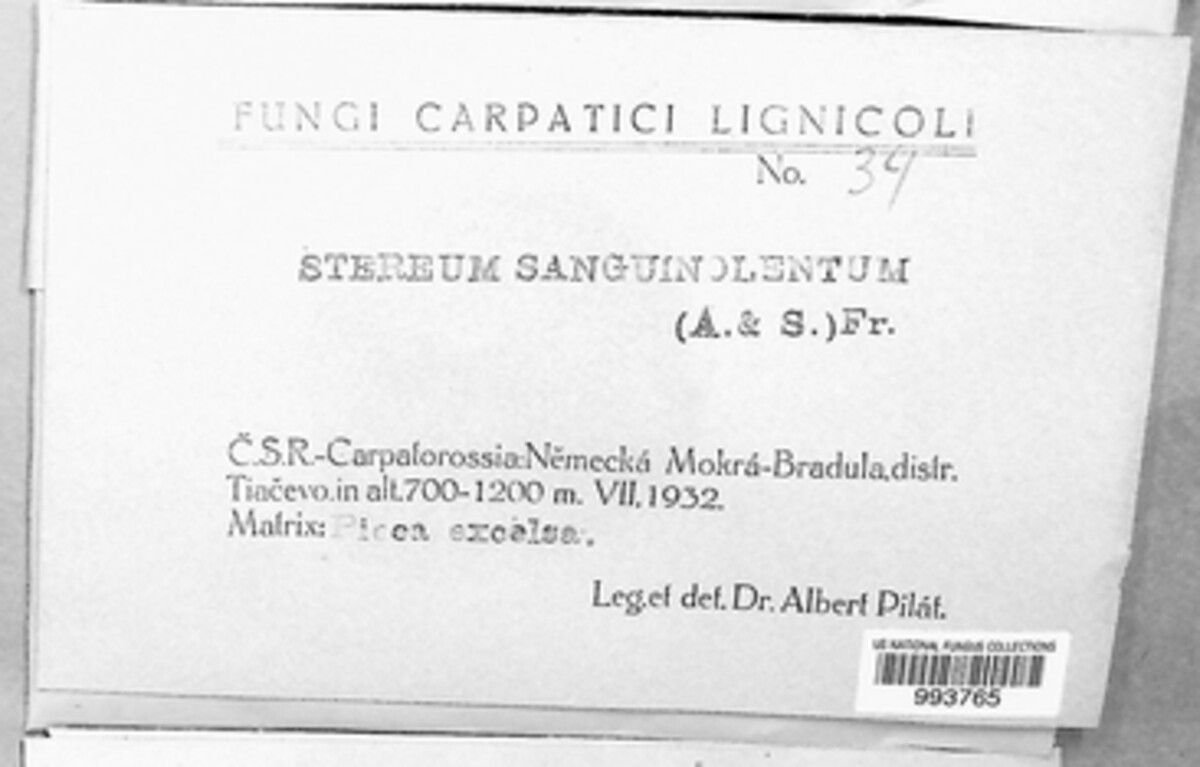 FUNGI CARPATICI LIGNICOLI
No. 34
STEREUM SANGUINOLENTUM
(A.& S.)Fr.
Č.S.R.-Carpatorossia:Německá Mokrá-Bradula,distr.
Tiačevo.in alt.700-1200 m. VII.1932.
Matrix: Picea excelsa.
Leg.et det. Dr. Albert Pilát.
US NATIONAL FUNGUS COLLECTIONS
993765